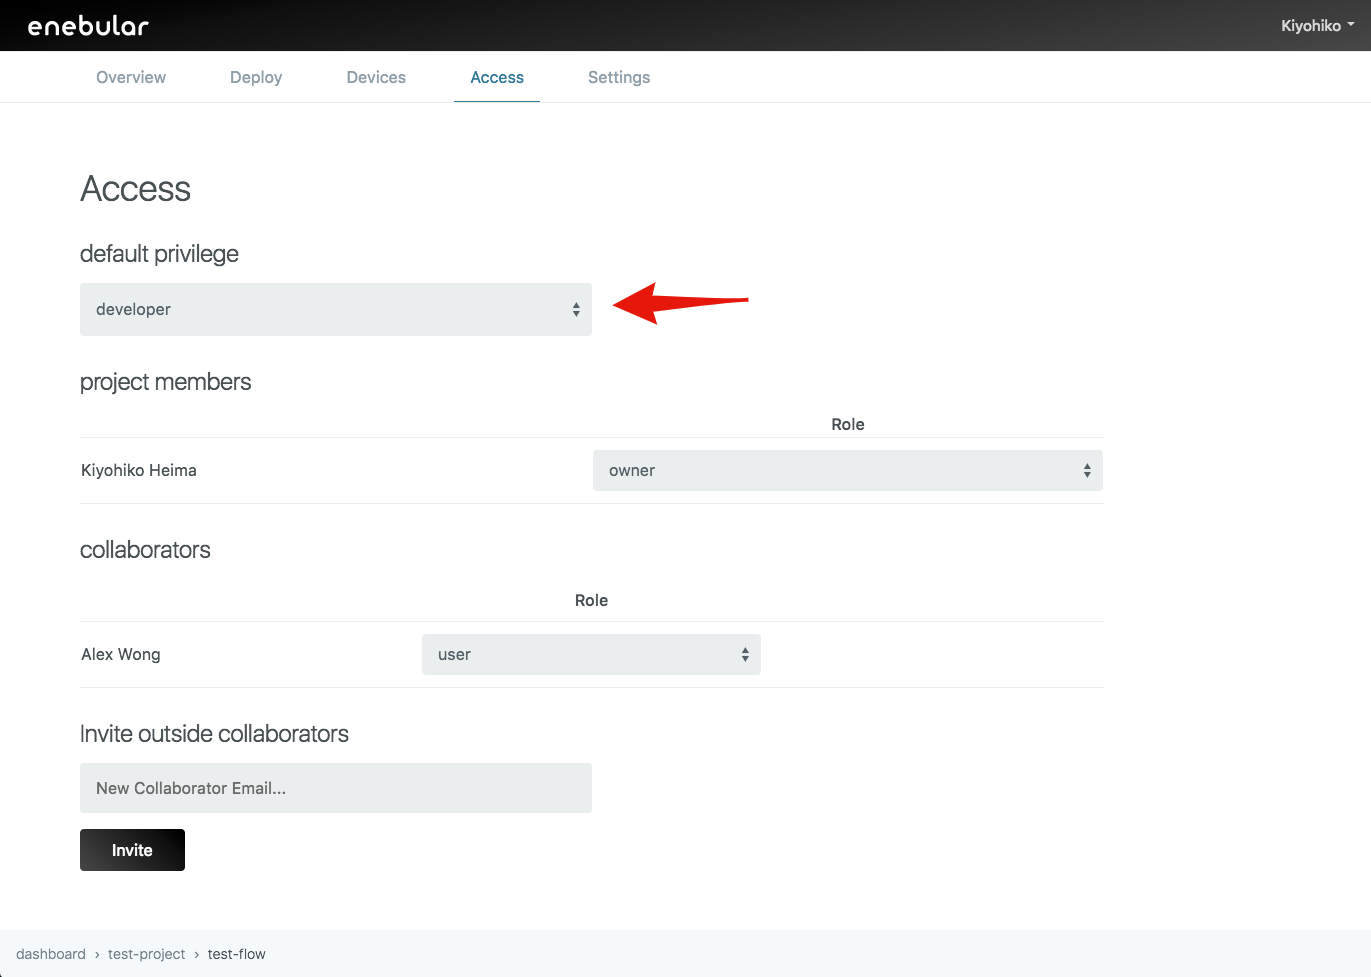 enebular
Kiyohiko
Overview Deploy Devices Access Settings
Access
default privilege
developer
project members
Role
Kiyohiko Heima owner
collaborators
Role
Alex Wong user
Invite outside collaborators
New Collaborator Email...
Invite
dashboard › test-project › test-flow